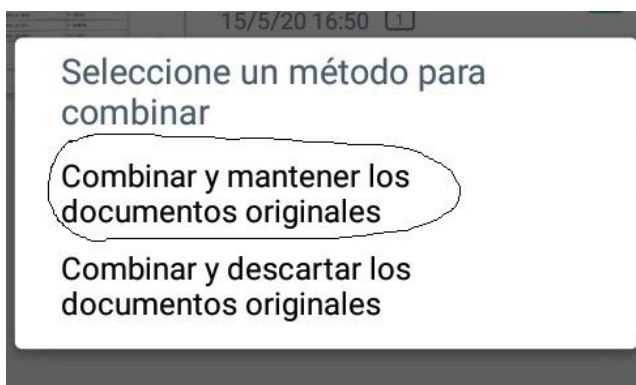 15/5/20 16:50 1
Seleccione un método para
combinar
Combinar y mantener los
documentos originales
Combinar y descartar los
documentos originales